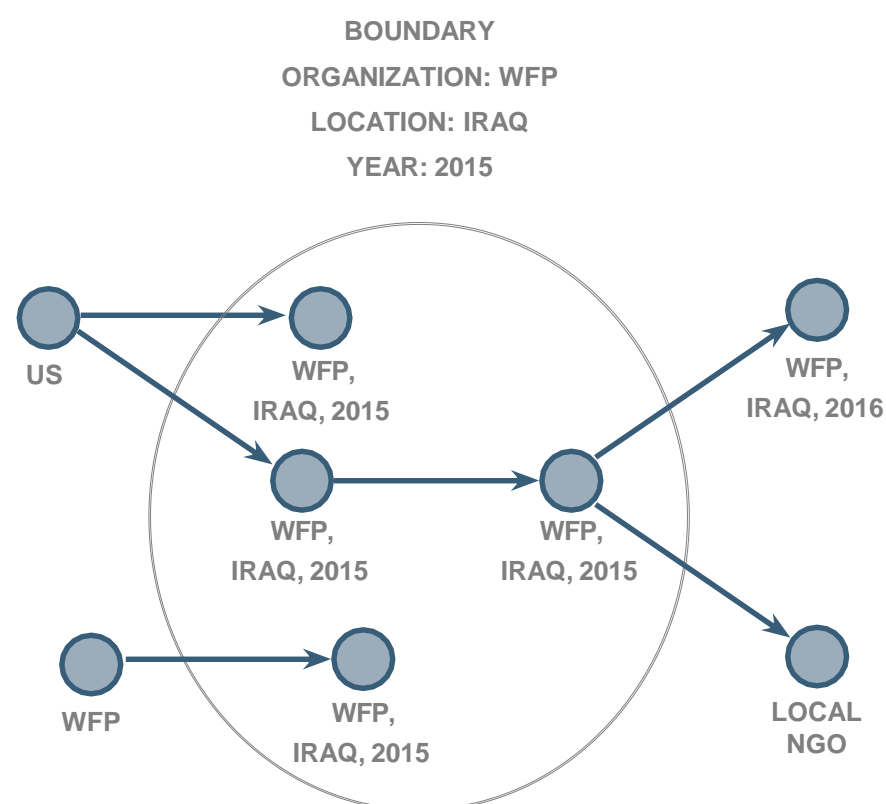 BOUNDARY
ORGANIZATION: WFP
LOCATION: IRAQ
YEAR: 2015
US
WFP,
IRAQ, 2015
WFP,
IRAQ, 2016
WFP,
IRAQ, 2015
WFP,
IRAQ, 2015
WFP
WFP,
IRAQ, 2015
LOCAL
NGO